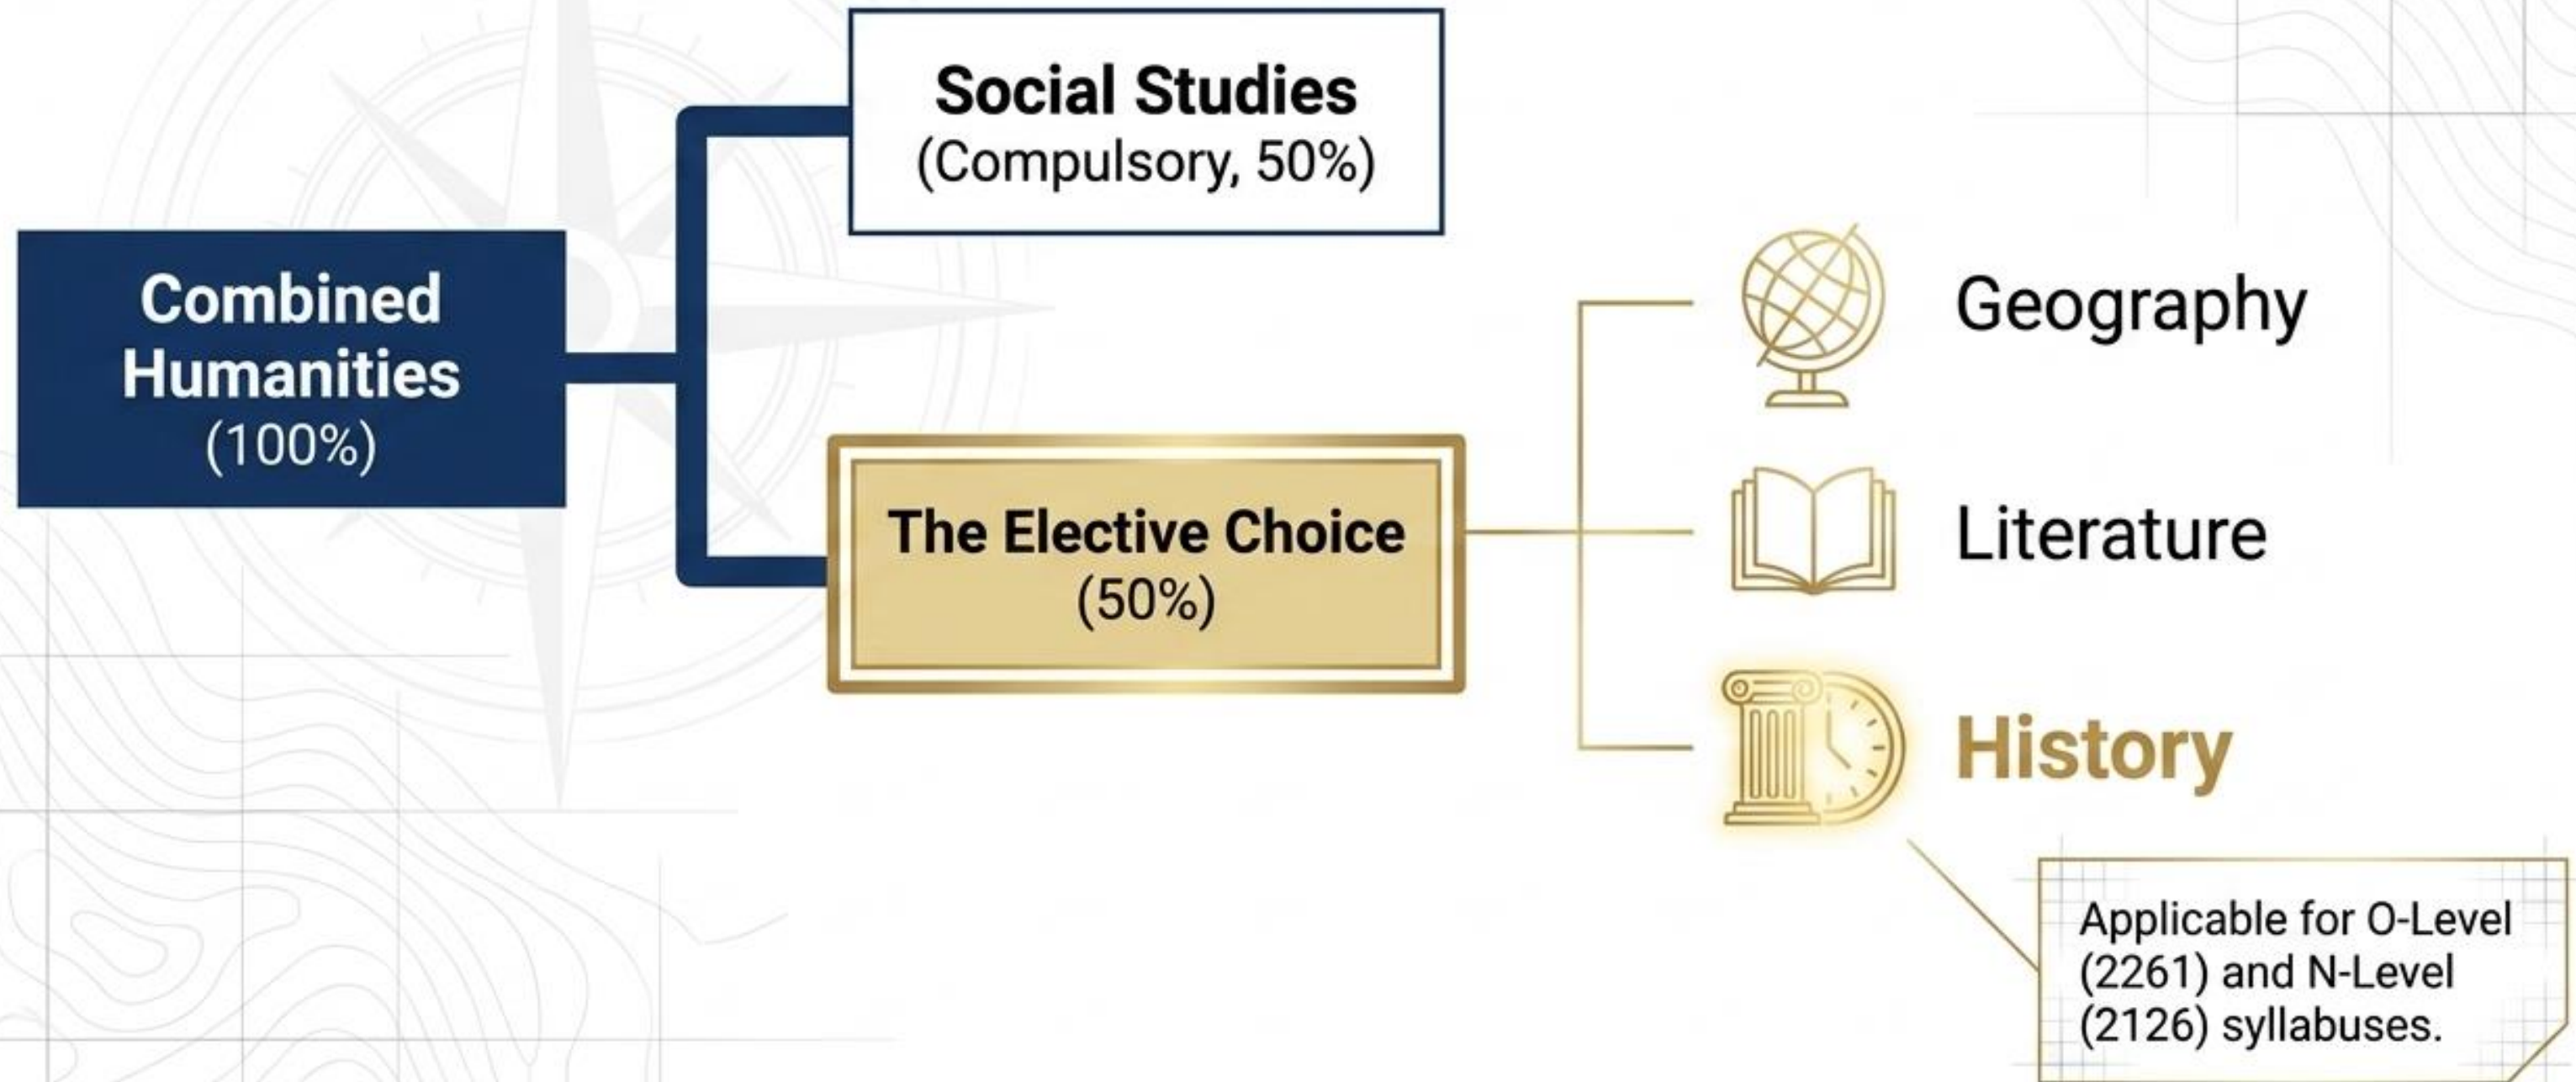 Social Studies
(Compulsory, 50%)
Combined
Humanities
(100%)
The Elective Choice
(50%)
Geography
Literature
History
Applicable for O-Level
(2261) and N-Level
(2126) syllabuses.